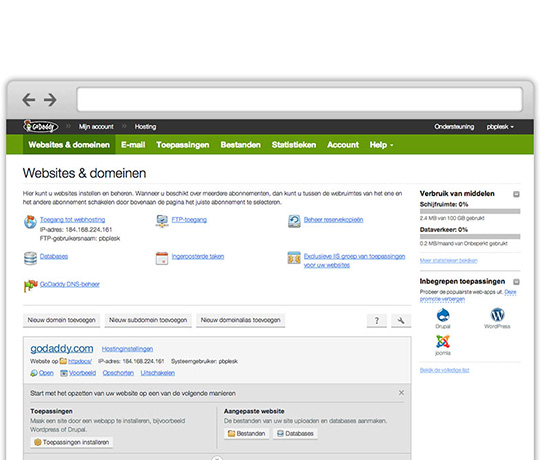 GoDaddy » Mijn account » Hosting Ondersteuning pbplesk
Websites & domeinen E-mail Toepassingen Bestanden Statistieken Account Help
Websites & domeinen
Hier kunt u websites instellen en beheren. Wanneer u beschikt over meerdere abonnementen, dan kunt u tussen de webruimtes van het ene en
het andere abonnement schakelen door bovenaan de pagina het juiste abonnement te selecteren.
Toegang tot webhosting
IP-adres: 184.168.224.161
FTP-gebruikersnaam: pbplesk
FTP-toegang
Beheer reservekopieën
Databases
Ingeroosterde taken
Exclusieve IIS groep van toepassingen
voor uw websites
GoDaddy DNS-beheer
Verbruik van middelen
Schijfruimte: 0%
2.4 MB van 100 GB gebruikt
Dataverkeer: 0%
0.2 MB/maand van Onbeperkt gebruikt
Meer statistieken bekijken
Inbegrepen toepassingen
Probeer de populairste web-apps uit. Deze
promotie verbergen
Drupal WordPress
joomla
Bekijk de volledige lijst
Nieuw domein toevoegen Nieuw subdomein toevoegen Nieuw domeinalias toevoegen ?
godaddy.com Hostinginstellingen
Website op httpdocs/ IP-adres: 184.168.224.161 Systeemgebruiker: pbplesk
Open Voorbeeld Opschorten Uitschakelen
Start met het opzetten van uw website op een van de volgende manieren
Toepassingen
Maak een site door een webapp te installeren, bijvoorbeeld
Wordpress of Drupal.
Toepassingen installeren
Aangepaste website
De bestanden van uw site uploaden en databases aanmaken.
Bestanden Databases